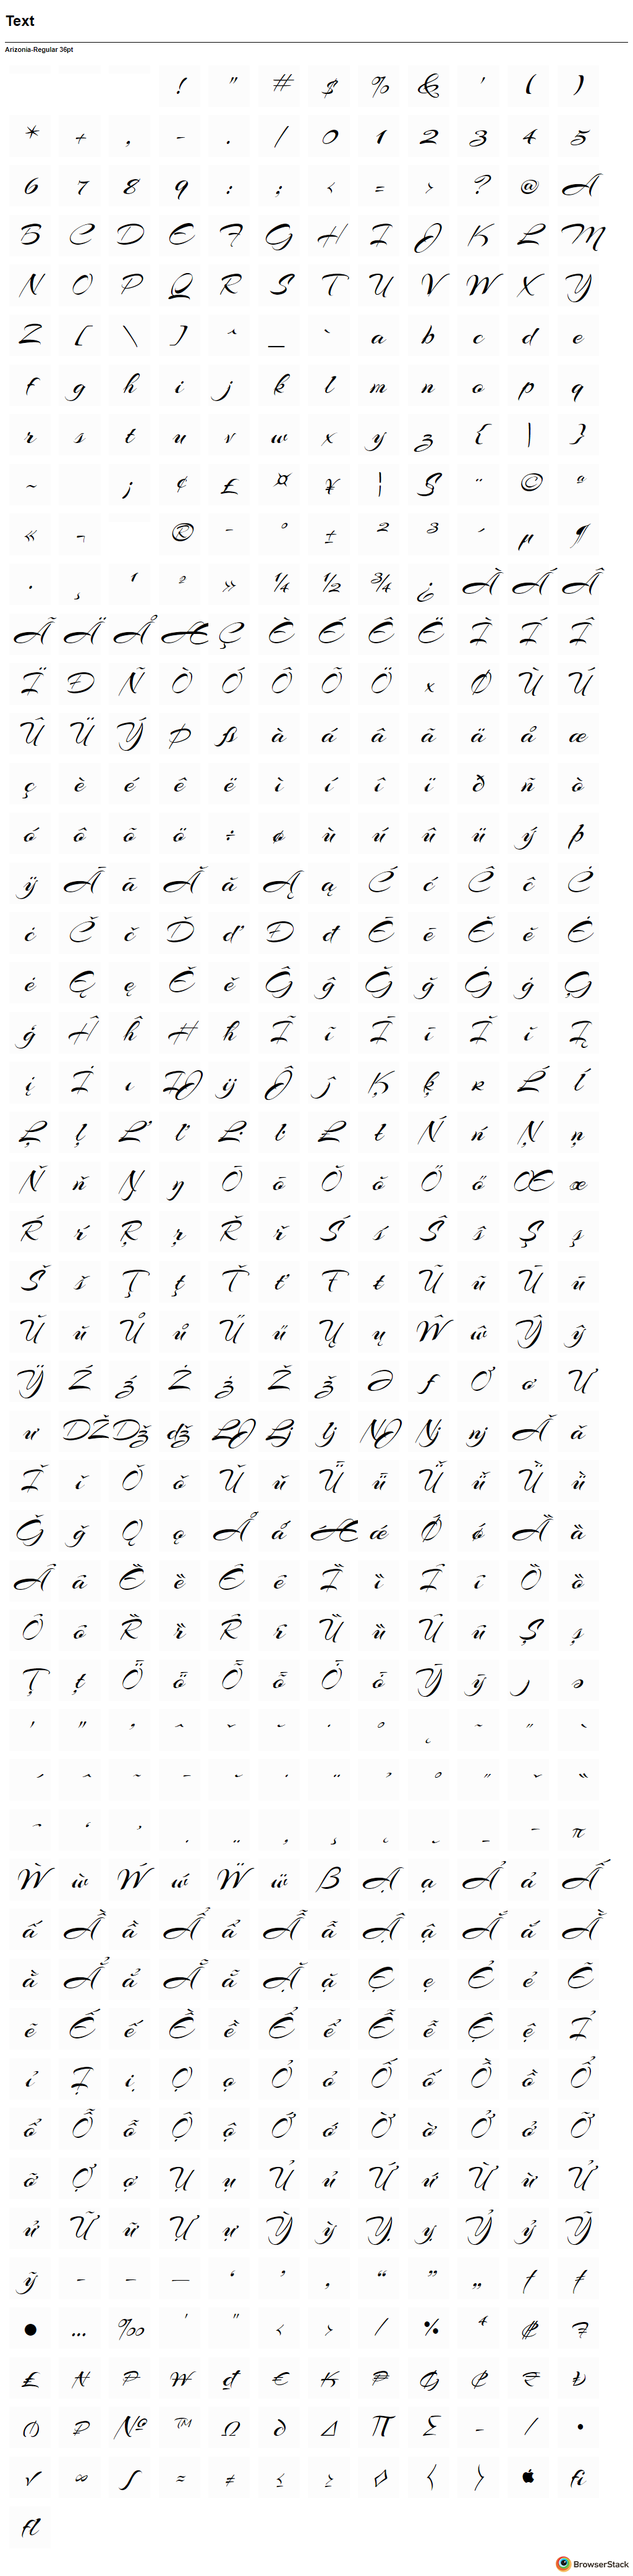 Text
Arizonia-Regular 36pt
! " # $ % & ' ( )
* + , - . / 0 1 2 3 4 5
6 7 8 9 : ; < = > ? @ A
B C D E F G H I J K L M
N O P Q R S T U V W X Y
Z [ \ ] ^ _ ` a b c d e
f g h i j k l m n o p q
r s t u v w x y z { | }
~ ¡ ¢ £ ¤ ¥ ¦ § ¨ © ª
« ¬ ® ¯ ° ± ² ³ ´ µ ¶
· ¸ ¹ º » ¼ ½ ¾ ¿ À Á Â
Ã Ä Å Æ Ç È É Ê Ë Ì Í Î
Ï Ð Ñ Ò Ó Ô Õ Ö × Ø Ù Ú
Û Ü Ý Þ ß à á â ã ä å æ
ç è é ê ë ì í î ï ð ñ ò
ó ô õ ö ÷ ø ù ú û ü ý þ
ÿ Ā ā Ă ă Ą ą Ć ć Ĉ ĉ Ċ
ċ Č č Ď ď Đ đ Ē ē Ĕ ĕ Ė
ė Ę ę Ě ě Ĝ ĝ Ğ ğ Ġ ġ Ģ
ģ Ĥ ĥ Ħ ħ Ĩ ĩ Ī ī Ĭ ĭ Į
į İ ı Ĳ ĳ Ĵ ĵ Ķ ķ ĸ Ĺ ĺ
Ļ ļ Ľ ľ Ŀ ŀ Ł ł Ń ń Ņ ņ
Ň ň Ŋ ŋ Ō ō Ŏ ŏ Ő ő Œ œ
Ŕ ŕ Ŗ ŗ Ř ř Ś ś Ŝ ŝ Ş ş
Š š Ţ ţ Ť ť Ŧ ŧ Ũ ũ Ū ū
Ŭ ŭ Ů ů Ű ű Ų ų Ŵ ŵ Ŷ ŷ
Ÿ Ź ź Ż ż Ž ž Ə ƒ Ơ ơ Ư
ư Ǆ ǅ ǆ Ǉ ǈ ǉ Ǌ ǋ ǌ Ǎ ǎ
Ǐ ǐ Ǒ ǒ Ǔ ǔ Ǖ ǖ Ǚ ǚ Ǜ ǜ
Ǧ ǧ Ǫ ǫ Ǻ ǻ Ǽ ǽ Ǿ ǿ Ȁ ȁ
Ȃ ȃ Ȅ ȅ Ȇ ȇ Ȉ ȉ Ȋ ȋ Ȍ ȍ
Ȏ ȏ Ȑ ȑ Ȓ ȓ Ȕ ȕ Ȗ ȗ Ș ș
Ț ț Ȫ ȫ Ȭ ȭ Ȱ ȱ Ȳ ȳ ȷ ə
Ẁ ẁ Ẃ ẃ Ẅ ẅ ẞ Ạ ạ Ả ả Ấ
ấ Ầ ầ Ẩ ẩ Ẫ ẫ Ậ ậ Ắ ắ Ằ
ằ Ẳ ẳ Ẵ ẵ Ặ ặ Ẹ ẹ Ẻ ẻ Ẽ
ẽ Ế ế Ề ề Ể ể Ễ ễ Ệ ệ Ỉ
ỉ Ị ị Ọ ọ Ỏ ỏ Ố ố Ồ ồ Ổ
ổ Ỗ ỗ Ộ ộ Ớ ớ Ờ ờ Ở ở Ỡ
ỡ Ợ ợ Ụ ụ Ủ ủ Ứ ứ Ừ ừ Ử
ử Ữ ữ Ự ự Ỳ ỳ Ỵ ỵ Ỷ ỷ Ỹ
ỹ – — ‘ ’ ‚ “ ” „ † ‡
• … ‰ ′ ″ ‹ › ⁄ % ⁴
€
™ Ω ∂ ∆ ∏ ∑ − ∕ ∙
√ ∞ ∫ ≈ ≠ ≤ ≥ ◊ ﬁ
ﬂ
BrowserStack